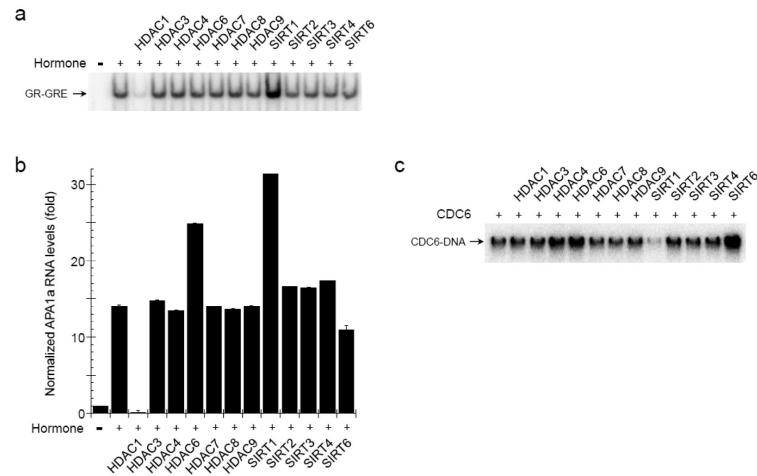 a
HDAC1 HDAC3 HDAC4 HDAC6 HDAC7 HDAC8 HDAC9 SIRT1 SIRT2 SIRT3 SIRT4 SIRT6
Hormone - + + + + + + + + + + + + +
GR-GRE
b
Normalized APA1a RNA levels (fold)
30
20
10
0
Hormone - + + + + + + + + + + + + +
HDAC1 HDAC3 HDAC4 HDAC6 HDAC7 HDAC8 HDAC9 SIRT1 SIRT2 SIRT3 SIRT4 SIRT6
c
HDAC1 HDAC3 HDAC4 HDAC6 HDAC7 HDAC8 HDAC9 SIRT1 SIRT2 SIRT3 SIRT4 SIRT6
CDC6 + + + + + + + + + + + + +
CDC6-DNA